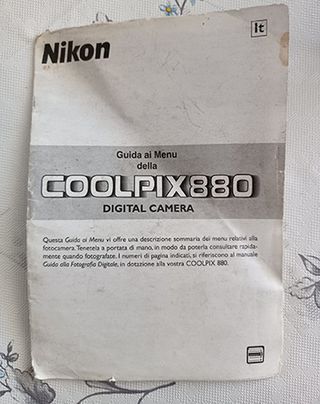 Nikon
It
Guida ai Menu
della
COOLPIX880
DIGITAL CAMERA
Questa Guida ai Menu vi offre una descrizione sommaria dei menu relativi alla
fotocamera. Tenetela a portata di mano, in modo da poterla consultare rapida-
mente quando fotografate. I numeri di pagina indicati, si riferiscono al manuale
Guida alla Fotografia Digitale, in dotazione alla vostra COOLPIX 880.